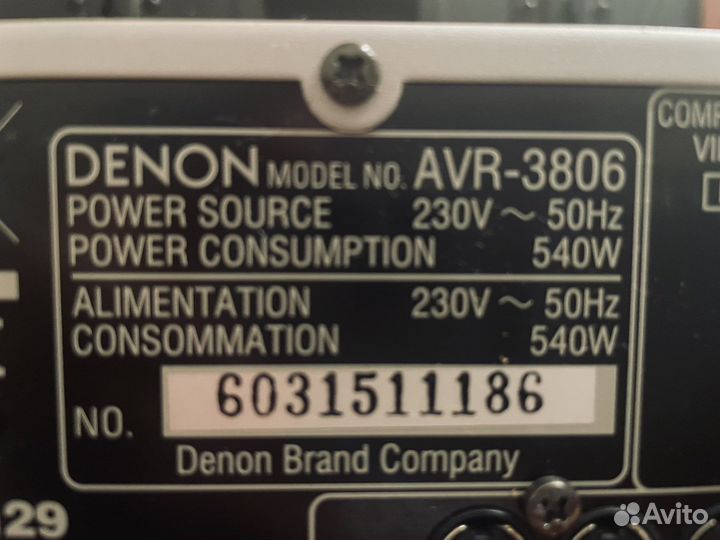 DENON MODEL NO. AVR-3806
POWER SOURCE 230V ~ 50Hz
POWER CONSUMPTION 540W
ALIMENTATION 230V ~ 50Hz
CONSOMMATION 540W
NO. 6031511186
Denon Brand Company
29
Avito